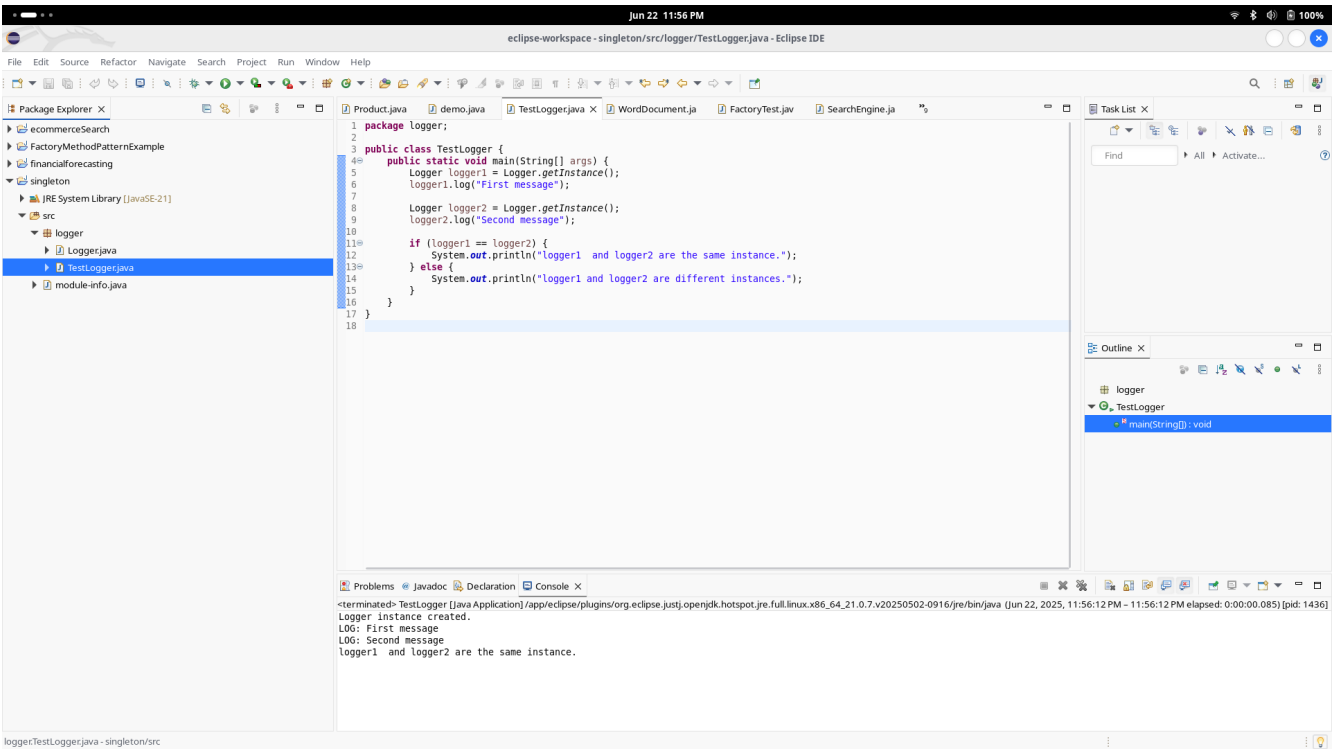 Jun 22 11:56 PM
100%
eclipse-workspace - singleton/src/logger/TestLogger.java - Eclipse IDE
File Edit Source Refactor Navigate Search Project Run Window Help
Package Explorer
ecommerceSearch
FactoryMethodPatternExample
financialforecasting
singleton
JRE System Library [JavaSE-21]
src
logger
Logger.java
TestLogger.java
module-info.java
Product.java demo.java TestLogger.java WordDocument.ja FactoryTest.jav SearchEngine.ja »9
1 package logger;
2
3 public class TestLogger {
4 public static void main(String[] args) {
5 Logger logger1 = Logger.getInstance();
6 logger1.log("First message");
7
8 Logger logger2 = Logger.getInstance();
9 logger2.log("Second message");
10
11 if (logger1 == logger2) {
12 System.out.println("logger1  and logger2 are the same instance.");
13 } else {
14 System.out.println("logger1 and logger2 are different instances.");
15 }
16 }
17 }
18
Task List
Find All Activate...
Outline
logger
TestLogger
main(String[]) : void
Problems Javadoc Declaration Console
<terminated> TestLogger [Java Application] /app/eclipse/plugins/org.eclipse.justj.openjdk.hotspot.jre.full.linux.x86_64_21.0.7.v20250502-0916/jre/bin/java (Jun 22, 2025, 11:56:12 PM – 11:56:12 PM elapsed: 0:00:00.085) [pid: 1436]
Logger instance created.
LOG: First message
LOG: Second message
logger1  and logger2 are the same instance.
logger.TestLogger.java - singleton/src